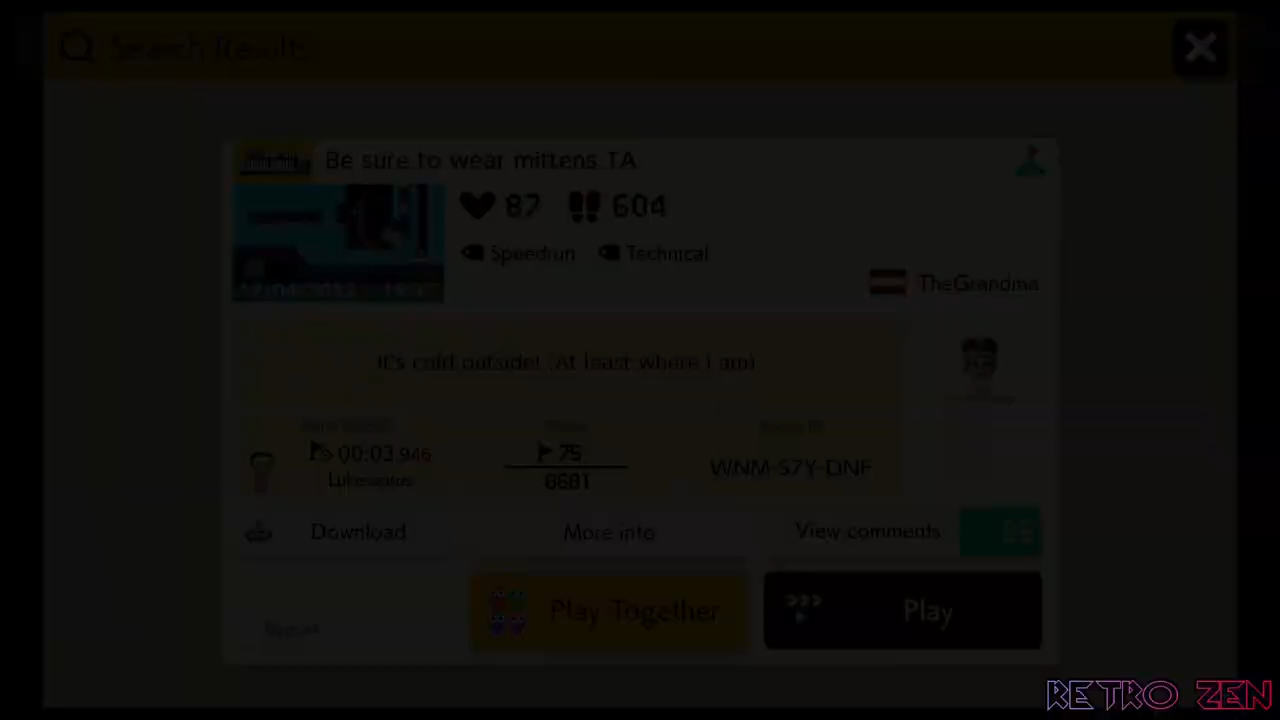 Search Results
Be sure to wear mittens TA
87 604
Speedrun Technical
TheGrandma
It's cold outside! (At least where I am)
00:03.946
75
8681
WNM-S7Y-DNF
Download More info View comments
Play Together Play
RETRO ZEN